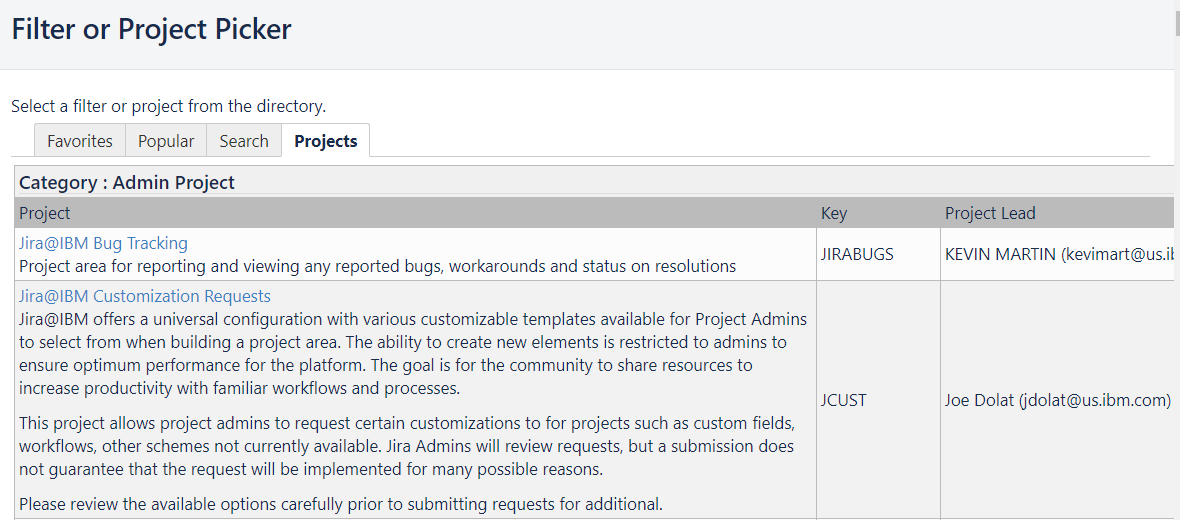 Filter or Project Picker
Select a filter or project from the directory.
Favorites Popular Search Projects
Category : Admin Project
Project Key Project Lead
Jira@IBM Bug Tracking
Project area for reporting and viewing any reported bugs, workarounds and status on resolutions
JIRABUGS
KEVIN MARTIN (kevimart@us.ib
Jira@IBM Customization Requests
Jira@IBM offers a universal configuration with various customizable templates available for Project Admins
to select from when building a project area. The ability to create new elements is restricted to admins to
ensure optimum performance for the platform. The goal is for the community to share resources to
increase productivity with familiar workflows and processes.
This project allows project admins to request certain customizations to for projects such as custom fields,
workflows, other schemes not currently available. Jira Admins will review requests, but a submission does
not guarantee that the request will be implemented for many possible reasons.
Please review the available options carefully prior to submitting requests for additional.
JCUST
Joe Dolat (jdolat@us.ibm.com)